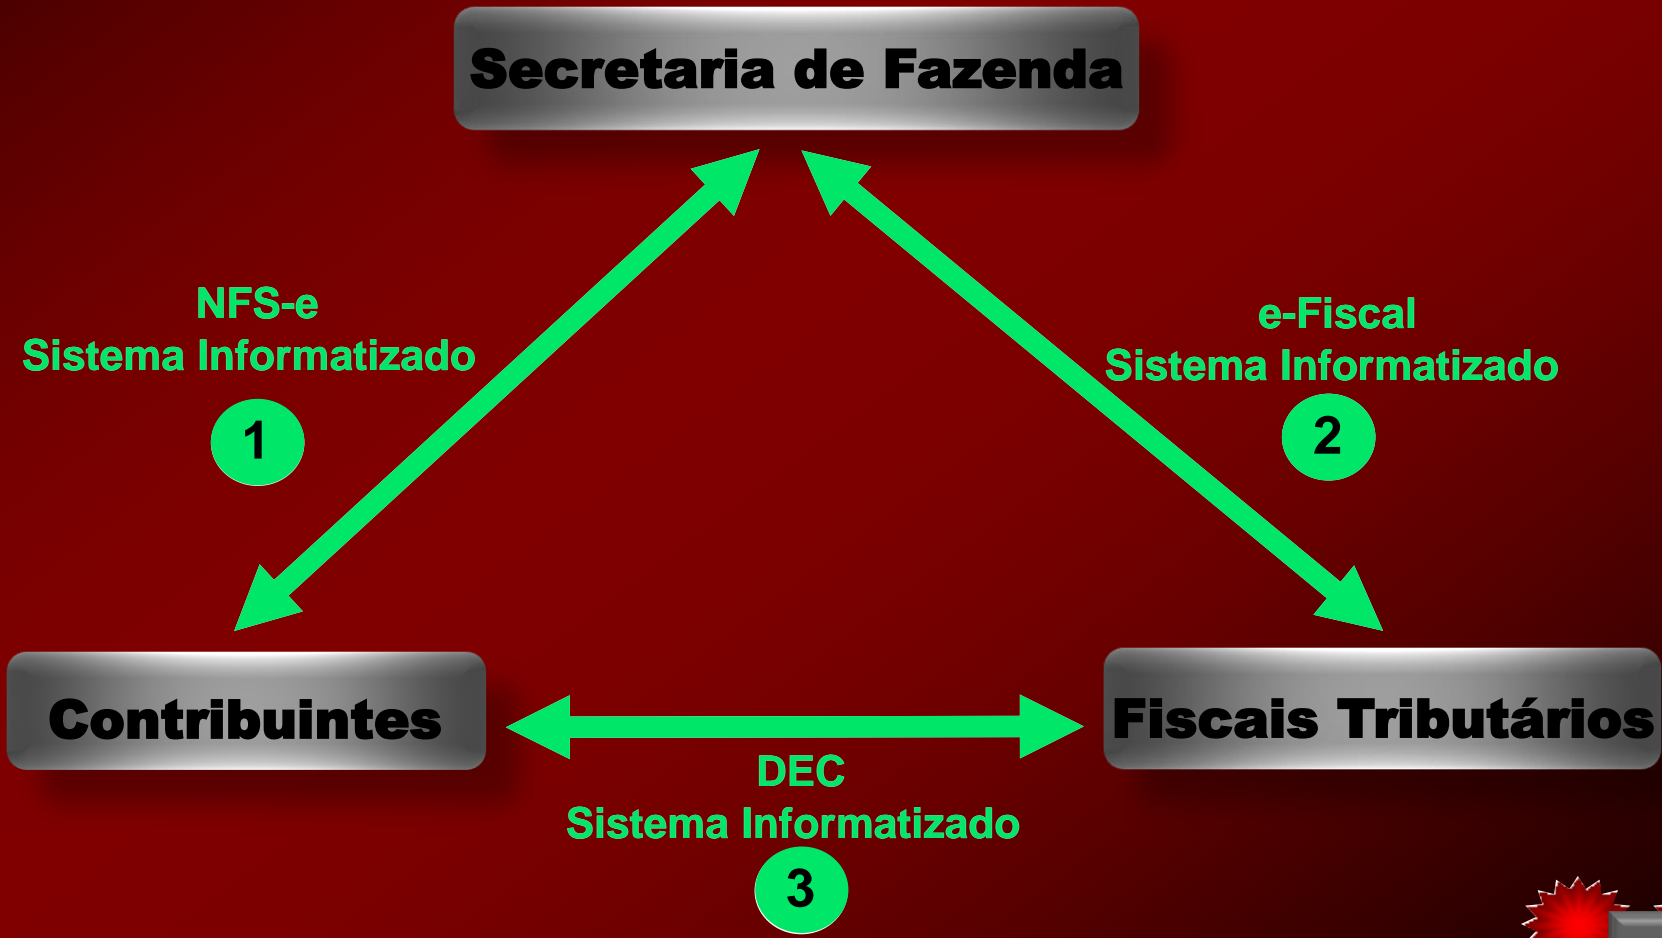 Secretaria de Fazenda
NFS-e
Sistema Informatizado
1
e-Fiscal
Sistema Informatizado
2
Contribuintes
Fiscais Tributários
DEC
Sistema Informatizado
3